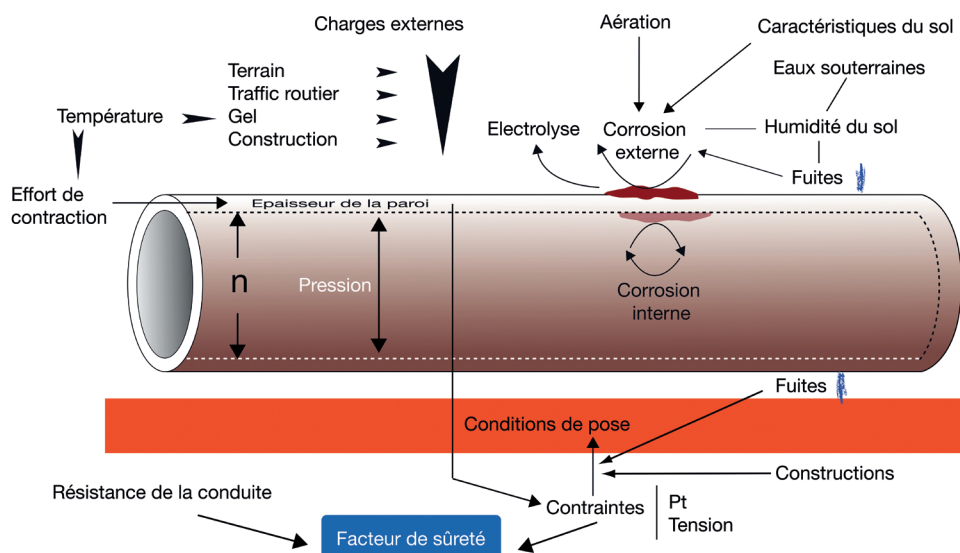 Charges externes
Aération
Caractéristiques du sol
Terrain
Traffic routier
Gel
Construction
Température
Eaux souterraines
Electrolyse
Corrosion
externe
Humidité du sol
Fuites
Effort de
contraction
Epaisseur de la paroi
n
Pression
Corrosion
interne
Fuites
Conditions de pose
Constructions
Résistance de la conduite
Contraintes
Pt
Tension
Facteur de sûreté